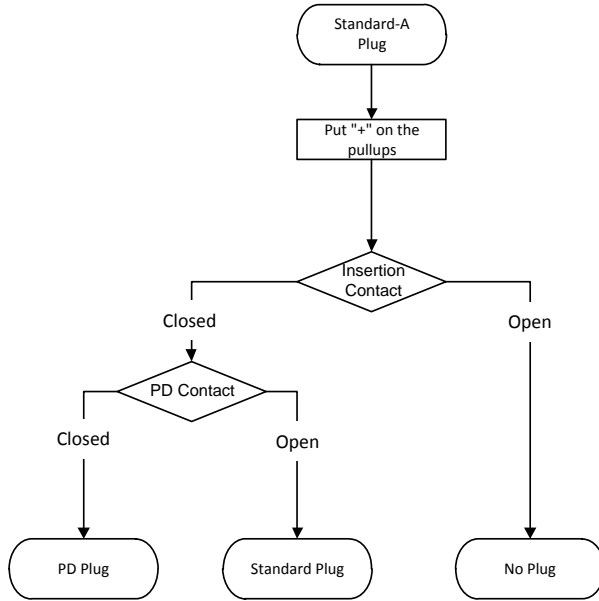 Standard-A
Plug
Put "+" on the
pullups
Insertion
Contact
Closed
Open
PD Contact
Closed
Open
PD Plug
Standard Plug
No Plug